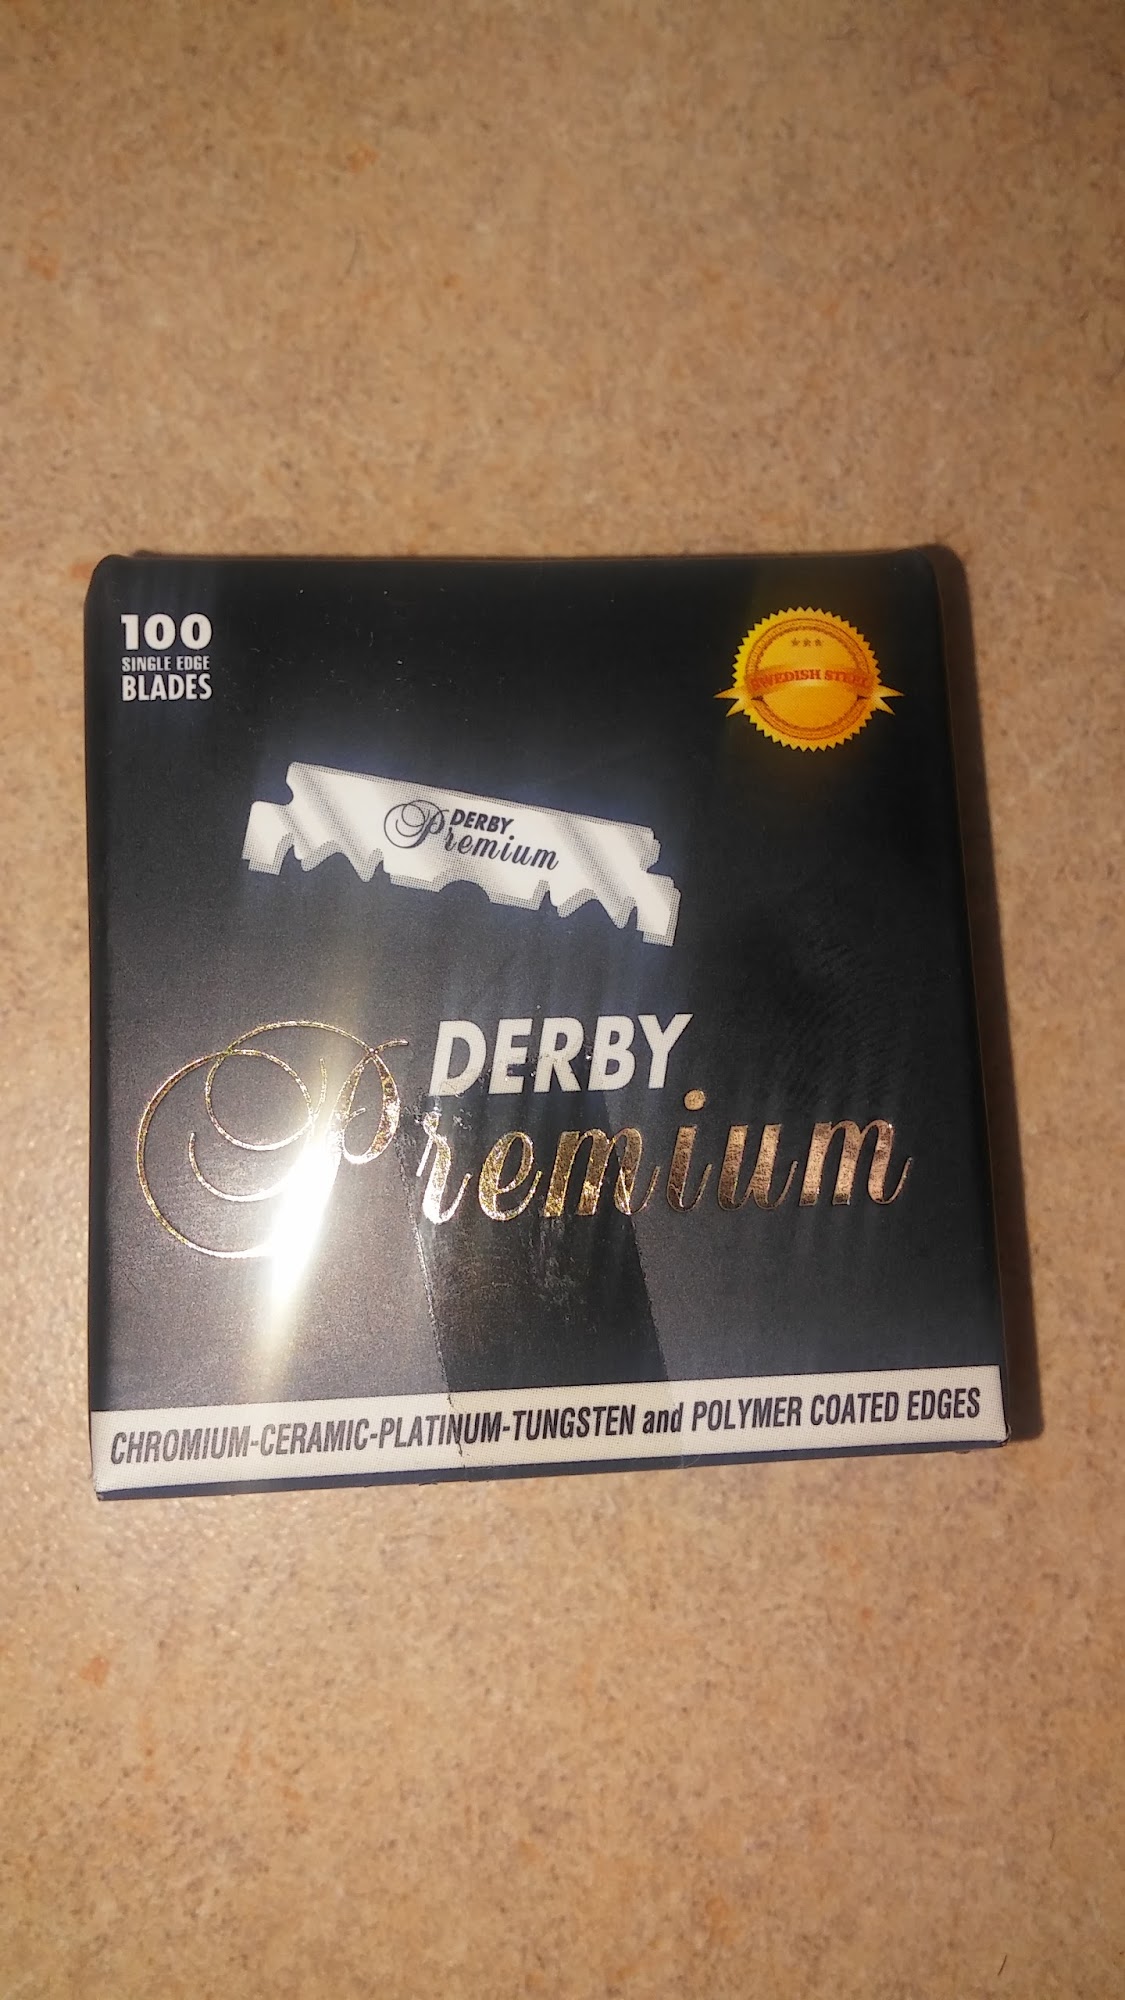 100
SINGLE EDGE
BLADES
SWEDISH STEEL
DERBY
Premium
DERBY
Premium
CHROMIUM-CERAMIC-PLATINUM-TUNGSTEN and POLYMER COATED EDGES